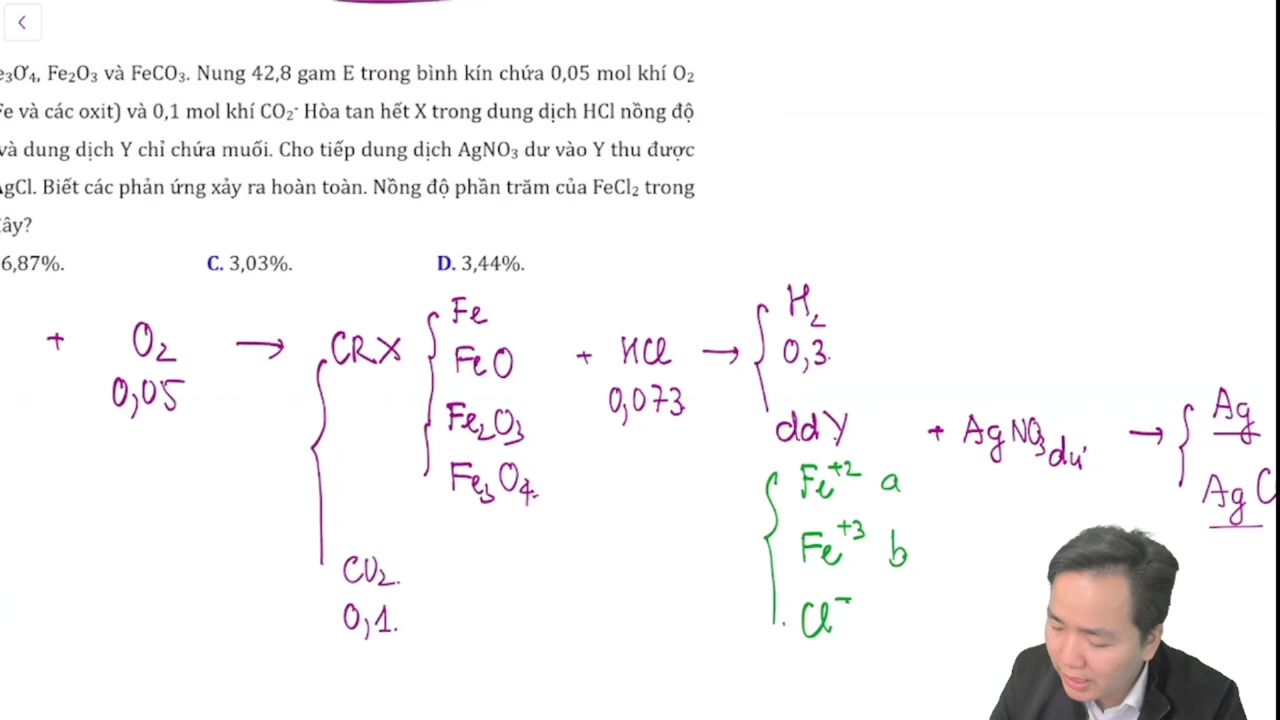 e₃O₄, Fe₂O₃ và FeCO₃. Nung 42,8 gam E trong bình kín chứa 0,05 mol khí O₂
Fe và các oxit) và 0,1 mol khí CO₂. Hòa tan hết X trong dung dịch HCl nồng độ
và dung dịch Y chỉ chứa muối. Cho tiếp dung dịch AgNO₃ dư vào Y thu được
AgCl. Biết các phản ứng xảy ra hoàn toàn. Nồng độ phần trăm của FeCl₂ trong
đây?
6,87%. C. 3,03%. D. 3,44%.
+ O₂ → CRX Fe FeO Fe₂O₃ Fe₃O₄ + HCl → H₂
0,05 0,073 0,3
ddY + AgNO₃ dư → Ag
AgC
Fe⁺² a
Fe⁺³ b
Cl⁻
CO₂
0,1.